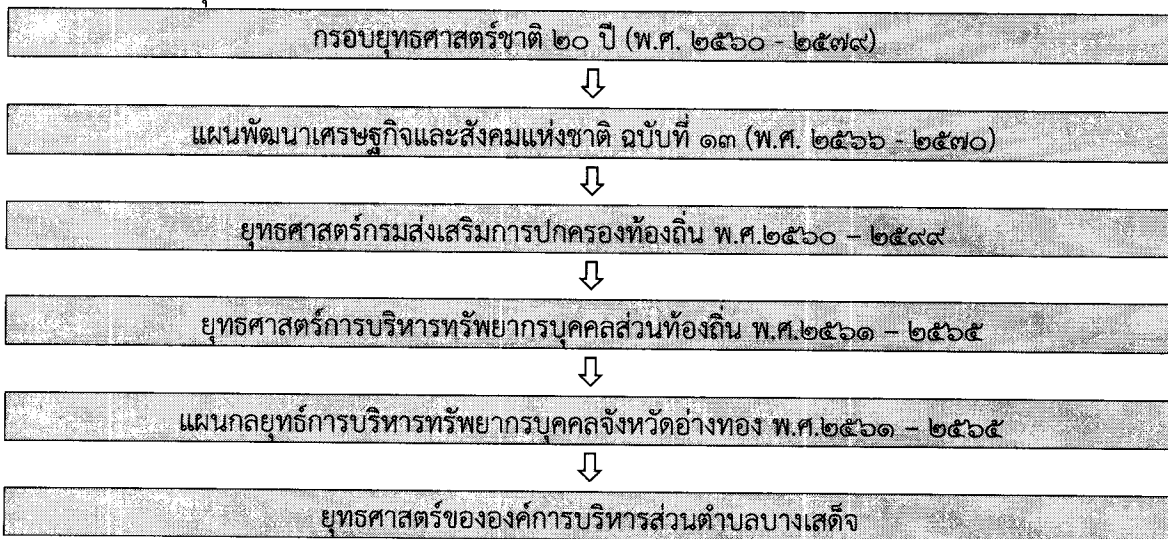 กรอบยุทธศาสตร์ชาติ ๒๐ ปี (พ.ศ. ๒๕๖๐ - ๒๕๗๙)
แผนพัฒนาเศรษฐกิจและสังคมแห่งชาติ ฉบับที่ ๑๓ (พ.ศ. ๒๕๖๖ - ๒๕๗๐)
ยุทธศาสตร์กรมส่งเสริมการปกครองท้องถิ่น พ.ศ.๒๕๖๐ – ๒๕๙๙
ยุทธศาสตร์การบริหารทรัพยากรบุคคลส่วนท้องถิ่น พ.ศ.๒๕๖๑ – ๒๕๖๕
แผนกลยุทธ์การบริหารทรัพยากรบุคคลจังหวัดอ่างทอง พ.ศ.๒๕๖๑ – ๒๕๖๕
ยุทธศาสตร์ขององค์การบริหารส่วนตำบลบางเสด็จ